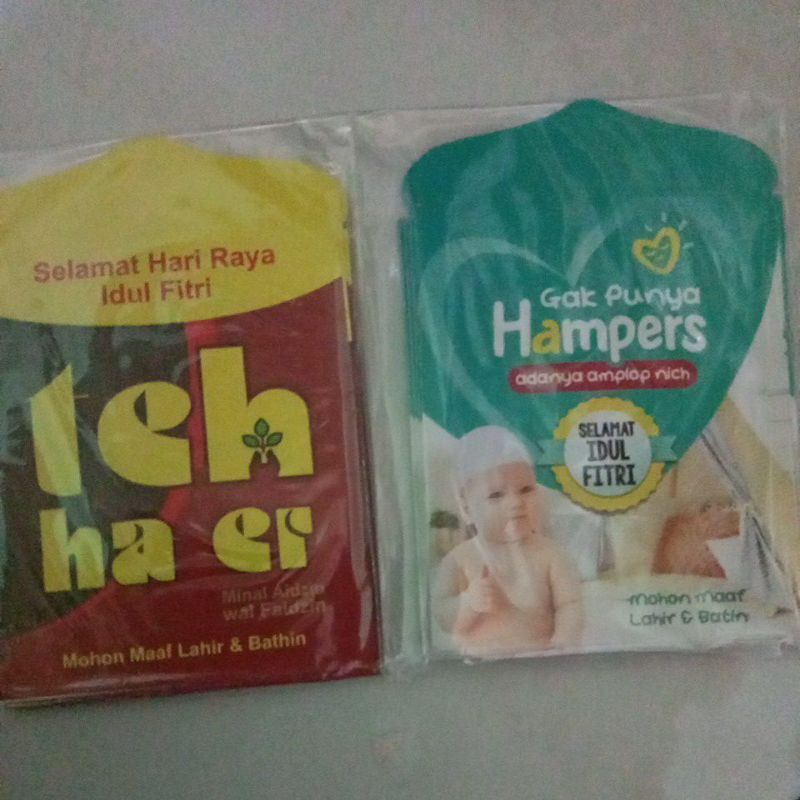 Selamat Hari Raya
Idul Fitri
teh
ha er
Minal Aidzin
wal Faidzin
Mohon Maaf Lahir & Bathin
Gak Punya
Hampers
adanya amplop nich
SELAMAT
IDUL
FITRI
Mohon Maaf
Lahir & Batin